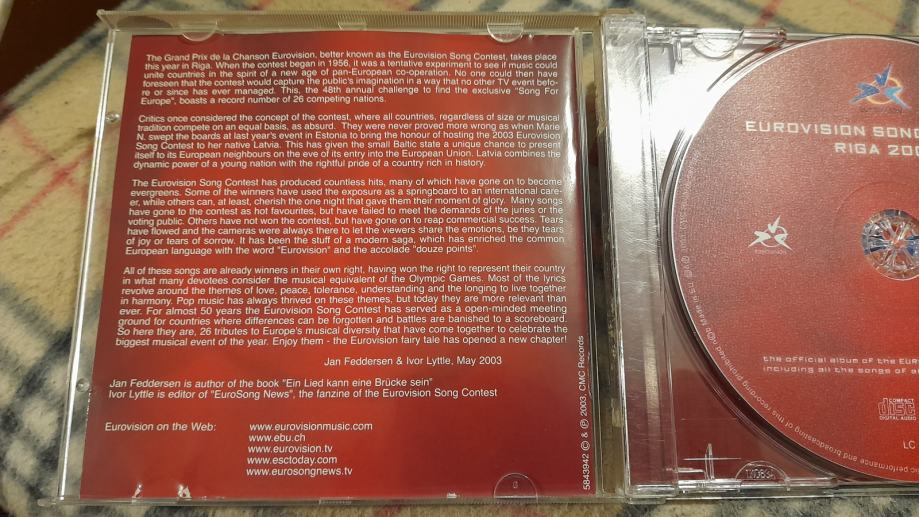 The Grand Prix de la Chanson Eurovision, better known as the Eurovision Song Contest, takes place
this year in Riga. When the contest began in 1956, it was a tentative experiment to see if music could
unite countries in the spirit of a new age of pan-European co-operation. No one could then have
foreseen that the contest would capture the public's imagination in a way that no other TV event befo-
re or since has ever managed. This, the 48th annual challenge to find the exclusive "Song For
Europe", boasts a record number of 26 competing nations.
Critics once considered the concept of the contest, where all countries, regardless of size or musical
tradition compete on an equal basis, as absurd. They were never proved more wrong as when Marie
N. swept the boards at last year's event in Estonia to bring the honour of hosting the 2003 Eurovision
Song Contest to her native Latvia. This has given the small Baltic state a unique chance to present
itself to its European neighbours on the eve of its entry into the European Union. Latvia combines the
dynamic power of a young nation with the rightful pride of a country rich in history.
The Eurovision Song Contest has produced countless hits, many of which have gone on to become
evergreens. Some of the winners have used the exposure as a springboard to an international care-
er, while others can, at least, cherish the one night that gave them their moment of glory. Many songs
have gone to the contest as hot favourites, but have failed to meet the demands of the juries or the
voting public. Others have not won the contest, but have gone on to reap commercial success. Tears
have flowed and the cameras were always there to let the viewers share the emotions, be they tears
of joy or tears of sorrow. It has been the stuff of a modern saga, which has enriched the common
European language with the word "Eurovision" and the accolade "douze points".
All of these songs are already winners in their own right, having won the right to represent their country
in what many devotees consider the musical equivalent of the Olympic Games. Most of the lyrics
revolve around the themes of love, peace, tolerance, understanding and the longing to live together
in harmony. Pop music has always thrived on these themes, but today they are more relevant than
ever. For almost 50 years the Eurovision Song Contest has served as a open-minded meeting
ground for countries where differences can be forgotten and battles are banished to a scoreboard.
So here they are, 26 tributes to Europe's musical diversity that have come together to celebrate the
biggest musical event of the year. Enjoy them - the Eurovision fairy tale has opened a new chapter!
Jan Feddersen & Ivor Lyttle, May 2003
Jan Feddersen is author of the book "Ein Lied kann eine Brücke sein"
Ivor Lyttle is editor of "EuroSong News", the fanzine of the Eurovision Song Contest
Eurovision on the Web:
www.eurovisionmusic.com
www.ebu.ch
www.eurovision.tv
www.esctoday.com
www.eurosongnews.tv
5843942 © & ℗ 2003, CMC Records
EUROVISION SONG
RIGA 200
the official album of the EUR
including all the songs of
COMPACT
disc
DIGITAL AUDIO
LC
performance and broadcasting of this recording prohibited